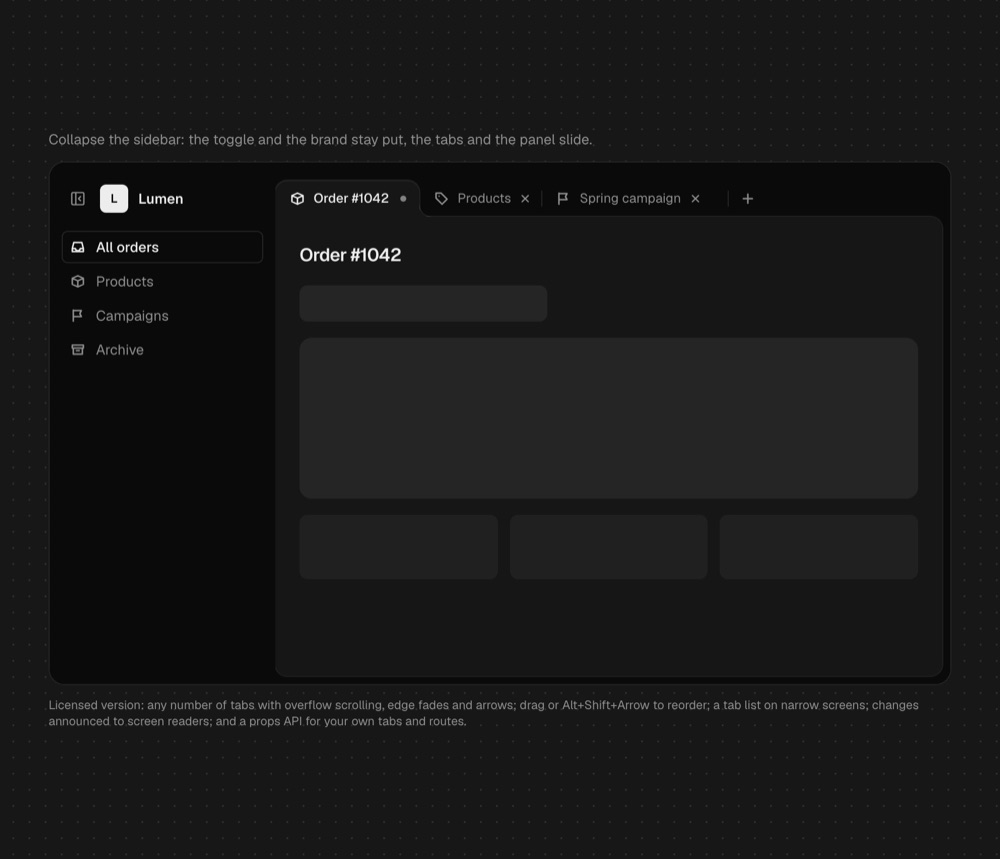 Collapse the sidebar: the toggle and the brand stay put, the tabs and the panel slide.
L Lumen
Order #1042
Products
Spring campaign
All orders
Products
Campaigns
Archive
Order #1042
Licensed version: any number of tabs with overflow scrolling, edge fades and arrows; drag or Alt+Shift+Arrow to reorder; a tab list on narrow screens; changes
announced to screen readers; and a props API for your own tabs and routes.